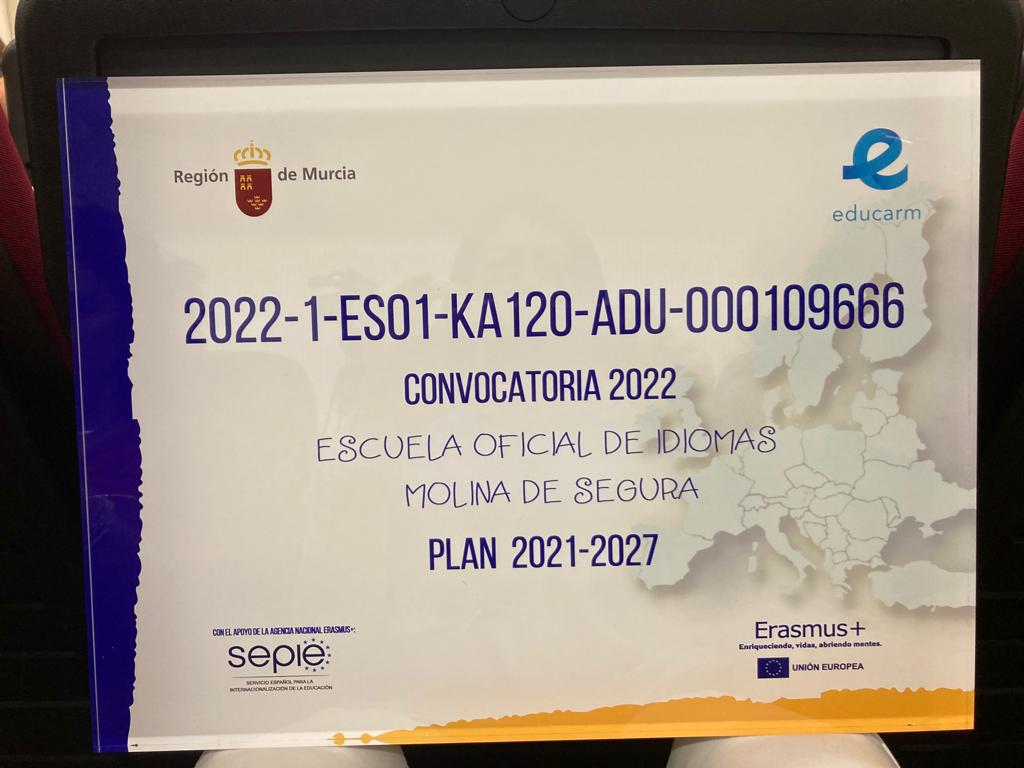 Región de Murcia
educarm
2022-1-ES01-KA120-ADU-000109666
CONVOCATORIA 2022
ESCUELA OFICIAL DE IDIOMAS
MOLINA DE SEGURA
PLAN 2021-2027
CON EL APOYO DE LA AGENCIA NACIONAL ERASMUS+:
sepie
SERVICIO ESPAÑOL PARA LA
INTERNACIONALIZACIÓN DE LA EDUCACIÓN
Erasmus+
Enriqueciendo, vidas, abriendo mentes.
UNIÓN EUROPEA